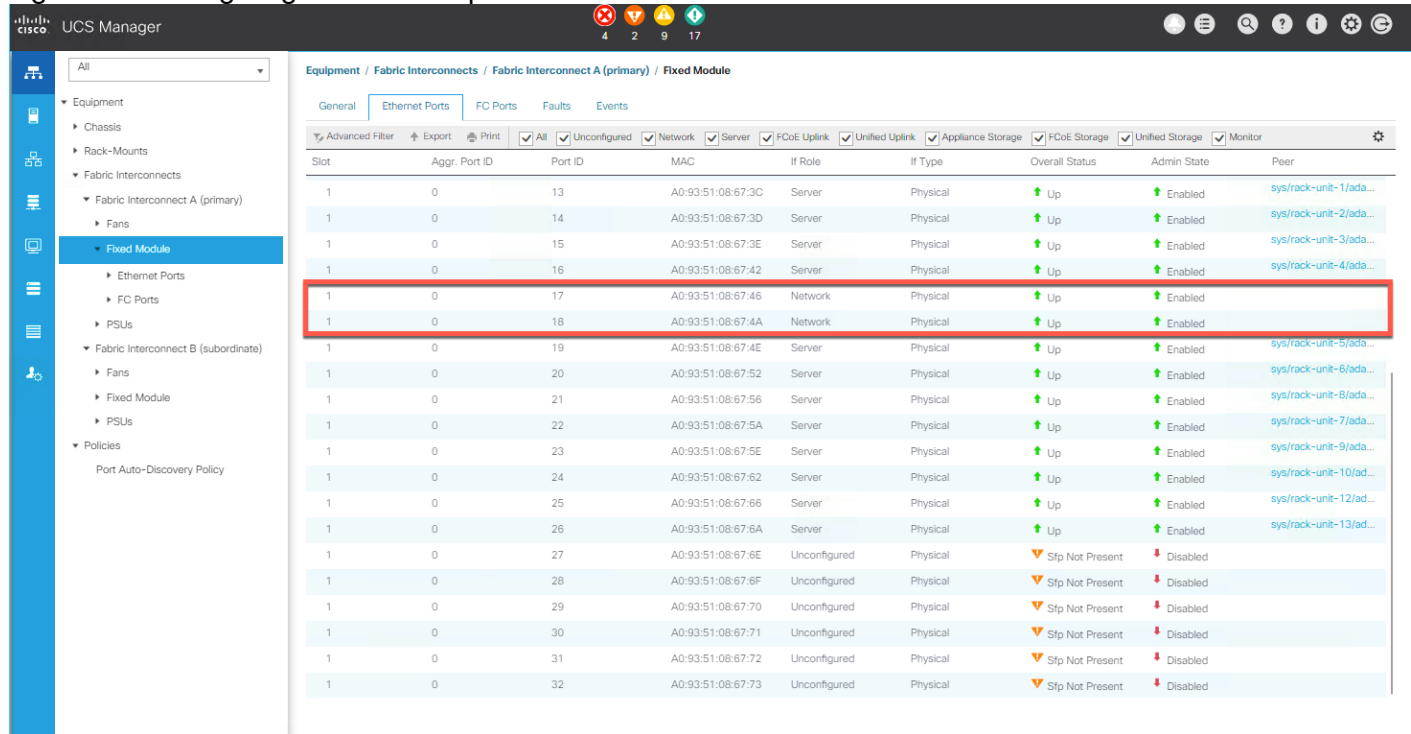 cisco UCS Manager
4 2 9 17
All
Equipment
Chassis
Rack-Mounts
Fabric Interconnects
Fabric Interconnect A (primary)
Fans
Fixed Module
Ethernet Ports
FC Ports
PSUs
Fabric Interconnect B (subordinate)
Fans
Fixed Module
PSUs
Policies
Port Auto-Discovery Policy
Equipment / Fabric Interconnects / Fabric Interconnect A (primary) / Fixed Module
General Ethernet Ports FC Ports Faults Events
Advanced Filter Export Print All Unconfigured Network Server FCoE Uplink Unified Uplink Appliance Storage FCoE Storage Unified Storage Monitor
Slot Aggr. Port ID Port ID MAC If Role If Type Overall Status Admin State Peer
1 0 13 A0:93:51:08:67:3C Server Physical Up Enabled sys/rack-unit-1/ada...
1 0 14 A0:93:51:08:67:3D Server Physical Up Enabled sys/rack-unit-2/ada...
1 0 15 A0:93:51:08:67:3E Server Physical Up Enabled sys/rack-unit-3/ada...
1 0 16 A0:93:51:08:67:42 Server Physical Up Enabled sys/rack-unit-4/ada...
1 0 17 A0:93:51:08:67:46 Network Physical Up Enabled
1 0 18 A0:93:51:08:67:4A Network Physical Up Enabled
1 0 19 A0:93:51:08:67:4E Server Physical Up Enabled sys/rack-unit-5/ada...
1 0 20 A0:93:51:08:67:52 Server Physical Up Enabled sys/rack-unit-6/ada...
1 0 21 A0:93:51:08:67:56 Server Physical Up Enabled sys/rack-unit-8/ada...
1 0 22 A0:93:51:08:67:5A Server Physical Up Enabled sys/rack-unit-7/ada...
1 0 23 A0:93:51:08:67:5E Server Physical Up Enabled sys/rack-unit-9/ada...
1 0 24 A0:93:51:08:67:62 Server Physical Up Enabled sys/rack-unit-10/ad...
1 0 25 A0:93:51:08:67:66 Server Physical Up Enabled sys/rack-unit-12/ad...
1 0 26 A0:93:51:08:67:6A Server Physical Up Enabled sys/rack-unit-13/ad...
1 0 27 A0:93:51:08:67:6E Unconfigured Physical Sfp Not Present Disabled
1 0 28 A0:93:51:08:67:6F Unconfigured Physical Sfp Not Present Disabled
1 0 29 A0:93:51:08:67:70 Unconfigured Physical Sfp Not Present Disabled
1 0 30 A0:93:51:08:67:71 Unconfigured Physical Sfp Not Present Disabled
1 0 31 A0:93:51:08:67:72 Unconfigured Physical Sfp Not Present Disabled
1 0 32 A0:93:51:08:67:73 Unconfigured Physical Sfp Not Present Disabled